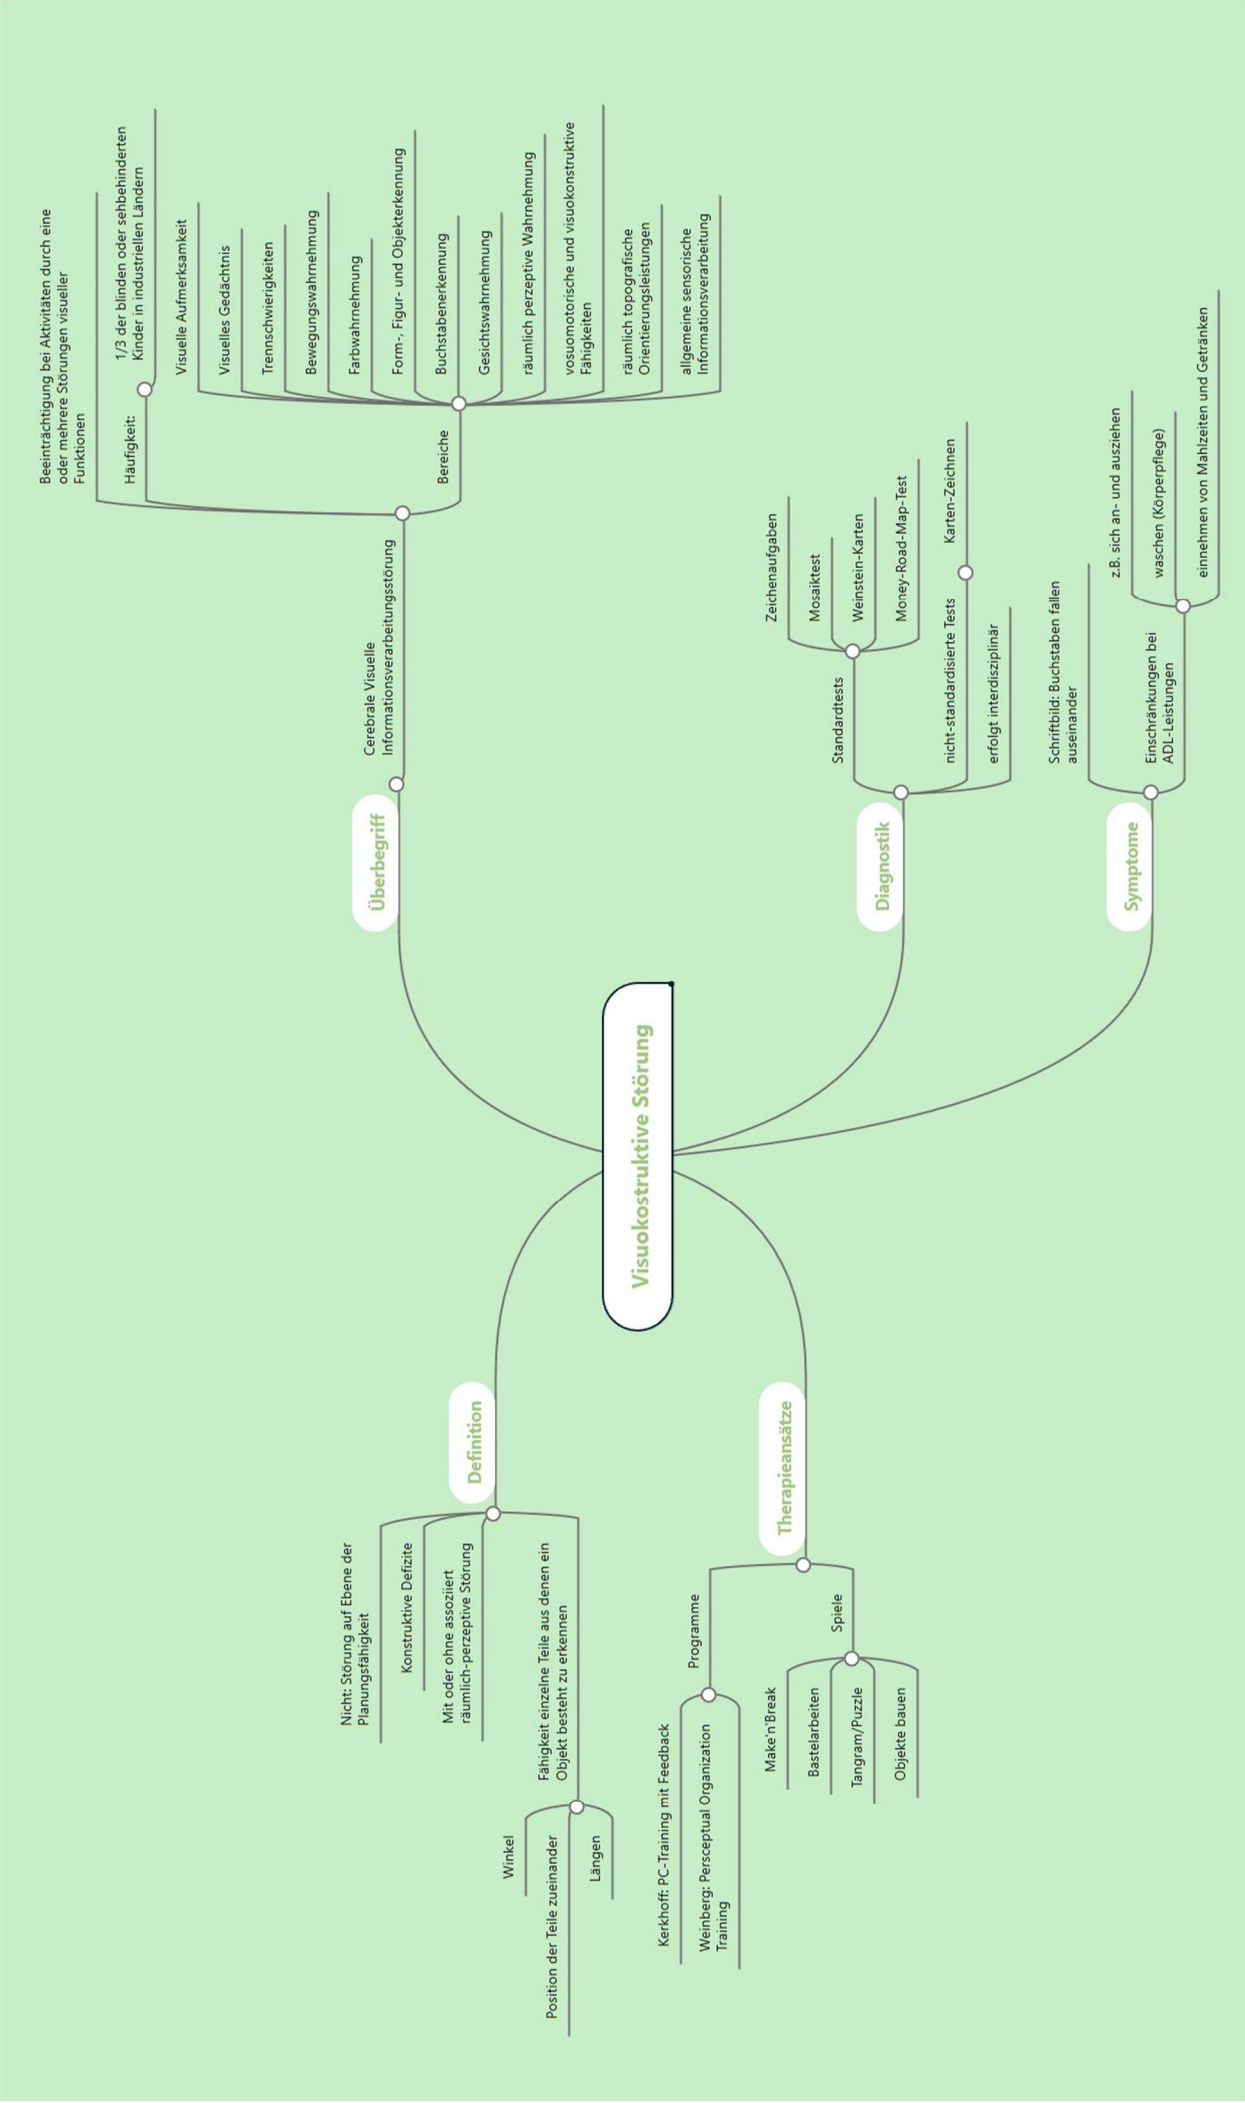 Visuokostruktive Störung
Definition
Nicht: Störung auf Ebene der
Planungsfähigkeit
Konstruktive Defizite
Mit oder ohne assoziiert
räumlich-perzeptive Störung
Fähigkeit einzelne Teile aus denen ein
Objekt besteht zu erkennen
Winkel
Position der Teile zueinander
Längen
Therapieansätze
Programme
Kerkhoff: PC-Training mit Feedback
Weinberg: Persceptual Organization
Training
Spiele
Make'n'Break
Bastelarbeiten
Tangram/Puzzle
Objekte bauen
Überbegriff
Cerebrale Visuelle
Informationsverarbeitungsstörung
Beeinträchtigung bei Aktivitäten durch eine
oder mehrere Störungen visueller
Funktionen
Häufigkeit:
1/3 der blinden oder sehbehinderten
Kinder in industriellen Ländern
Bereiche
Visuelle Aufmerksamkeit
Visuelles Gedächtnis
Trennschwierigkeiten
Bewegungswahrnehmung
Farbwahrnehmung
Form-, Figur- und Objekterkennung
Buchstabenerkennung
Gesichtswahrnehmung
räumlich perzeptive Wahrnehmung
vosuomotorische und visuokonstruktive
Fähigkeiten
räumlich topografische
Orientierungsleistungen
allgemeine sensorische
Informationsverarbeitung
Diagnostik
Standardtests
Zeichenaufgaben
Mosaiktest
Weinstein-Karten
Money-Road-Map-Test
nicht-standardisierte Tests
Karten-Zeichnen
erfolgt interdisziplinär
Symptome
Schriftbild: Buchstaben fallen
auseinander
Einschränkungen bei
ADL-Leistungen
z.B. sich an- und ausziehen
waschen (Körperpflege)
einnehmen von Mahlzeiten und Getränken